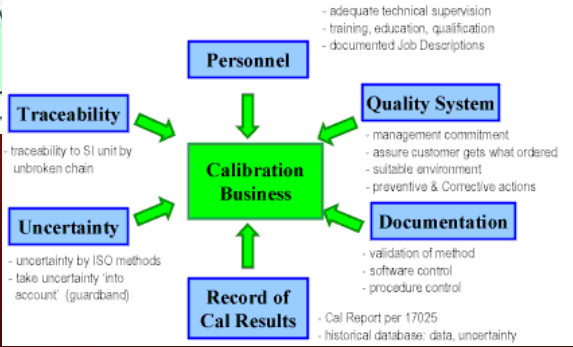 - adequate technical supervision
- training, education, qualification
- documented Job Descriptions
Personnel
Traceability
- traceability to SI unit by
unbroken chain
Quality System
- management commitment
- assure customer gets what ordered
- suitable environment
- preventive & Corrective actions
Calibration
Business
Uncertainty
- uncertainty by ISO methods
- take uncertainty 'into
account' (guardband)
Documentation
- validation of method
- software control
- procedure control
Record of
Cal Results
- Cal Report per 17025
- historical database: data, uncertainty